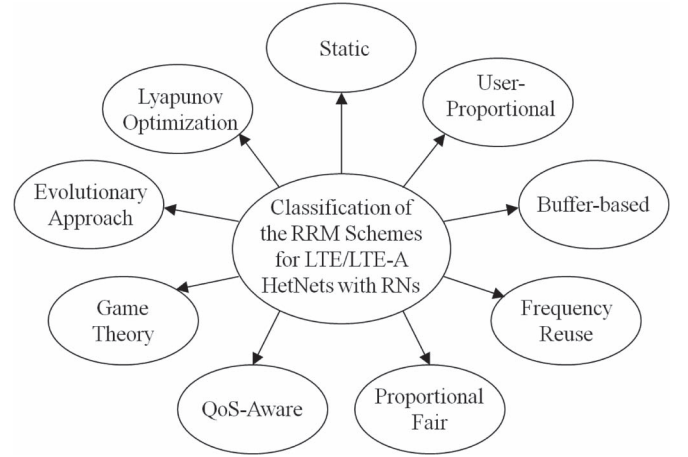 Static
User-
Proportional
Buffer-based
Frequency
Reuse
Proportional
Fair
QoS-Aware
Game
Theory
Evolutionary
Approach
Lyapunov
Optimization
Classification of
the RRM Schemes
for LTE/LTE-A
HetNets with RNs